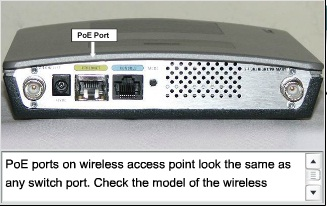 PoE Port
PoE ports on wireless access point look the same as
any switch port. Check the model of the wireless